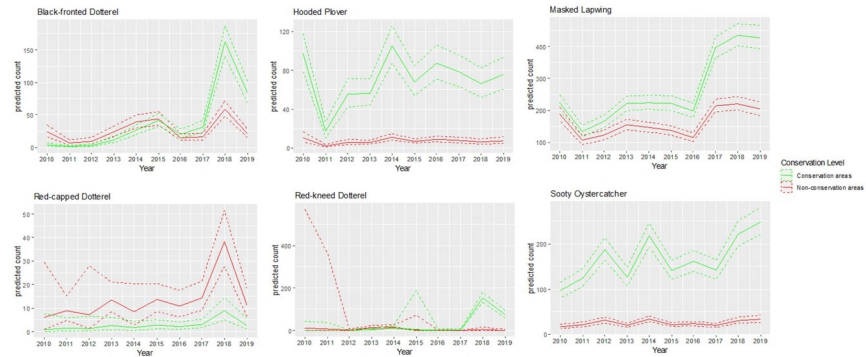 Black-fronted Dotterel
predicted count
150
100
50
0
2010 2011 2012 2013 2014 2015 2016 2017 2018 2019
Year
Hooded Plover
predicted count
120
80
40
0
2010 2011 2012 2013 2014 2015 2016 2017 2018 2019
Year
Masked Lapwing
predicted count
400
300
200
100
2010 2011 2012 2013 2014 2015 2016 2017 2018 2019
Year
Conservation Level
Conservation areas
Non-conservation areas
Red-capped Dotterel
predicted count
50
40
30
20
10
0
2010 2011 2012 2013 2014 2015 2016 2017 2018 2019
Year
Red-kneed Dotterel
predicted count
400
200
0
2010 2011 2012 2013 2014 2015 2016 2017 2018 2019
Year
Sooty Oystercatcher
predicted count
200
100
0
2010 2011 2012 2013 2014 2015 2016 2017 2018 2019
Year